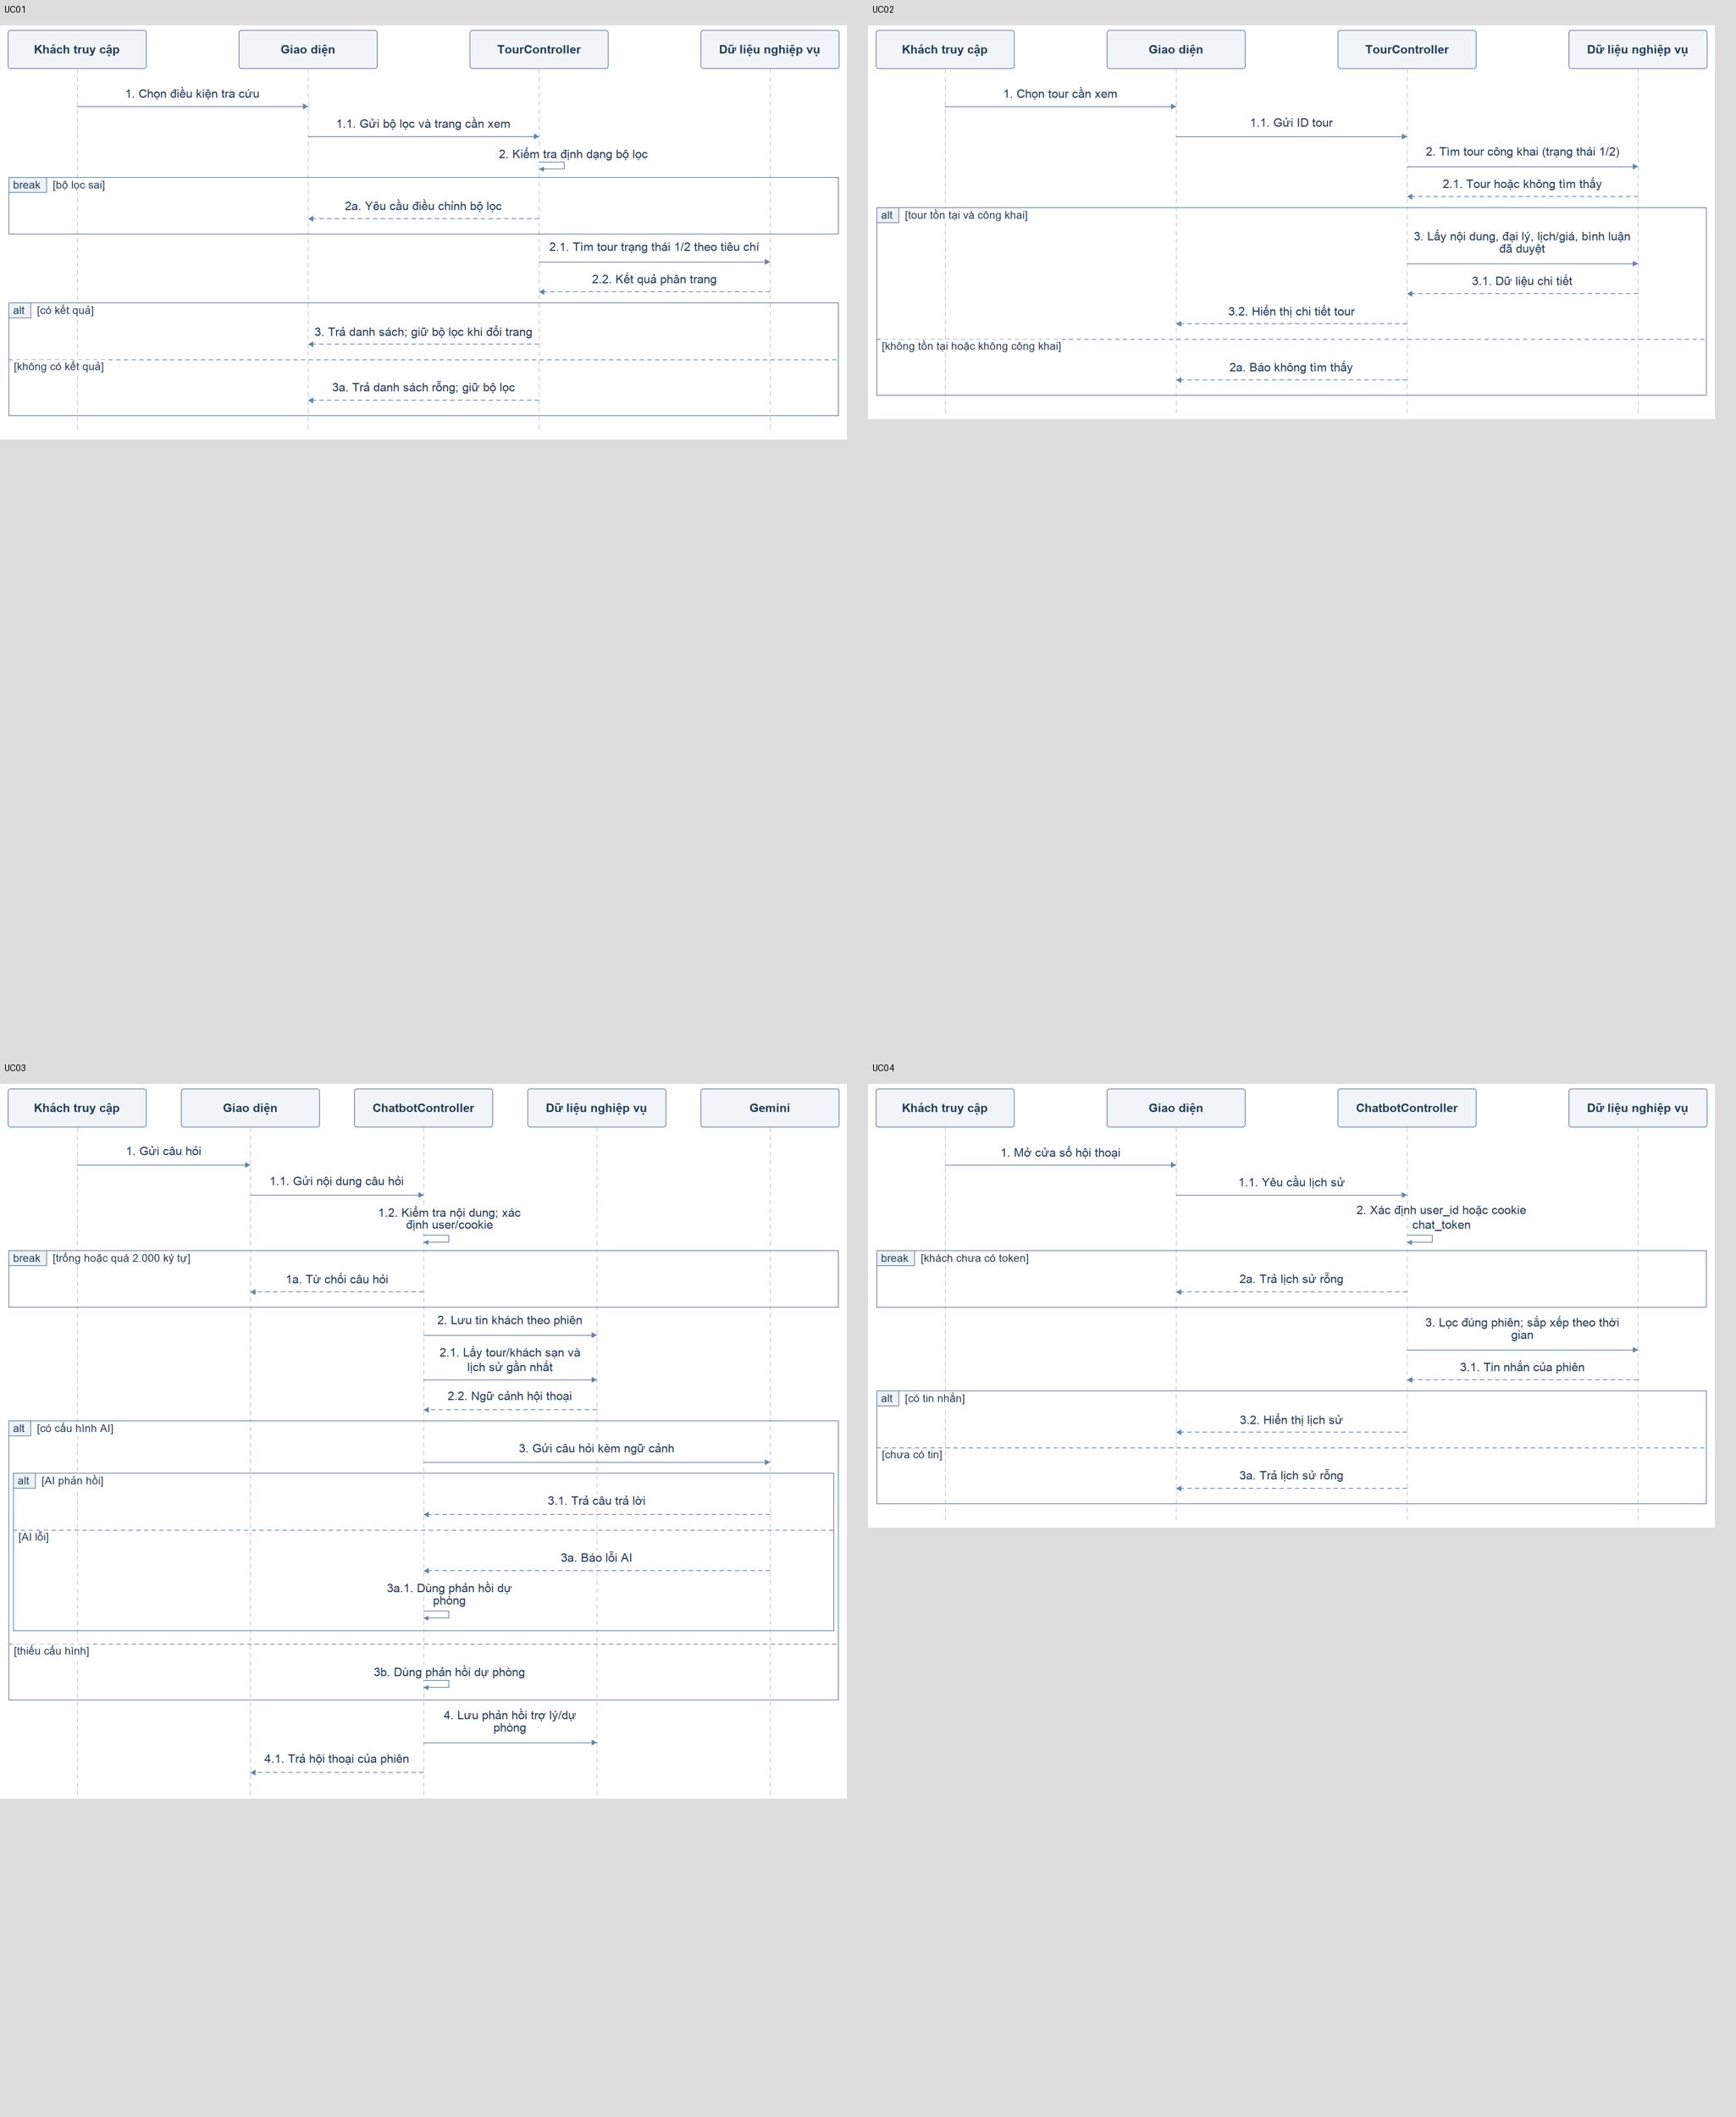 UC01
Khách truy cập
Giao diện
TourController
Dữ liệu nghiệp vụ
1. Chọn điều kiện tra cứu
1.1. Gửi bộ lọc và trang cần xem
2. Kiểm tra định dạng bộ lọc
break
[bộ lọc sai]
2a. Yêu cầu điều chỉnh bộ lọc
2.1. Tìm tour trạng thái 1/2 theo tiêu chí
2.2. Kết quả phân trang
alt
[có kết quả]
3. Trả danh sách; giữ bộ lọc khi đổi trang
[không có kết quả]
3a. Trả danh sách rỗng; giữ bộ lọc
UC02
Khách truy cập
Giao diện
TourController
Dữ liệu nghiệp vụ
1. Chọn tour cần xem
1.1. Gửi ID tour
2. Tìm tour công khai (trạng thái 1/2)
2.1. Tour hoặc không tìm thấy
alt
[tour tồn tại và công khai]
3. Lấy nội dung, đại lý, lịch/giá, bình luận
đã duyệt
3.1. Dữ liệu chi tiết
3.2. Hiển thị chi tiết tour
[không tồn tại hoặc không công khai]
2a. Báo không tìm thấy
UC03
Khách truy cập
Giao diện
ChatbotController
Dữ liệu nghiệp vụ
Gemini
1. Gửi câu hỏi
1.1. Gửi nội dung câu hỏi
1.2. Kiểm tra nội dung; xác
định user/cookie
break
[trống hoặc quá 2.000 ký tự]
1a. Từ chối câu hỏi
2. Lưu tin khách theo phiên
2.1. Lấy tour/khách sạn và
lịch sử gần nhất
2.2. Ngữ cảnh hội thoại
alt
[có cấu hình AI]
3. Gửi câu hỏi kèm ngữ cảnh
alt
[AI phản hồi]
3.1. Trả câu trả lời
[AI lỗi]
3a. Báo lỗi AI
3a.1. Dùng phản hồi dự
phòng
[thiếu cấu hình]
3b. Dùng phản hồi dự phòng
4. Lưu phản hồi trợ lý/dự
phòng
4.1. Trả hội thoại của phiên
UC04
Khách truy cập
Giao diện
ChatbotController
Dữ liệu nghiệp vụ
1. Mở cửa sổ hội thoại
1.1. Yêu cầu lịch sử
2. Xác định user_id hoặc cookie
chat_token
break
[khách chưa có token]
2a. Trả lịch sử rỗng
3. Lọc đúng phiên; sắp xếp theo thời
gian
3.1. Tin nhắn của phiên
alt
[có tin nhắn]
3.2. Hiển thị lịch sử
[chưa có tin]
3a. Trả lịch sử rỗng